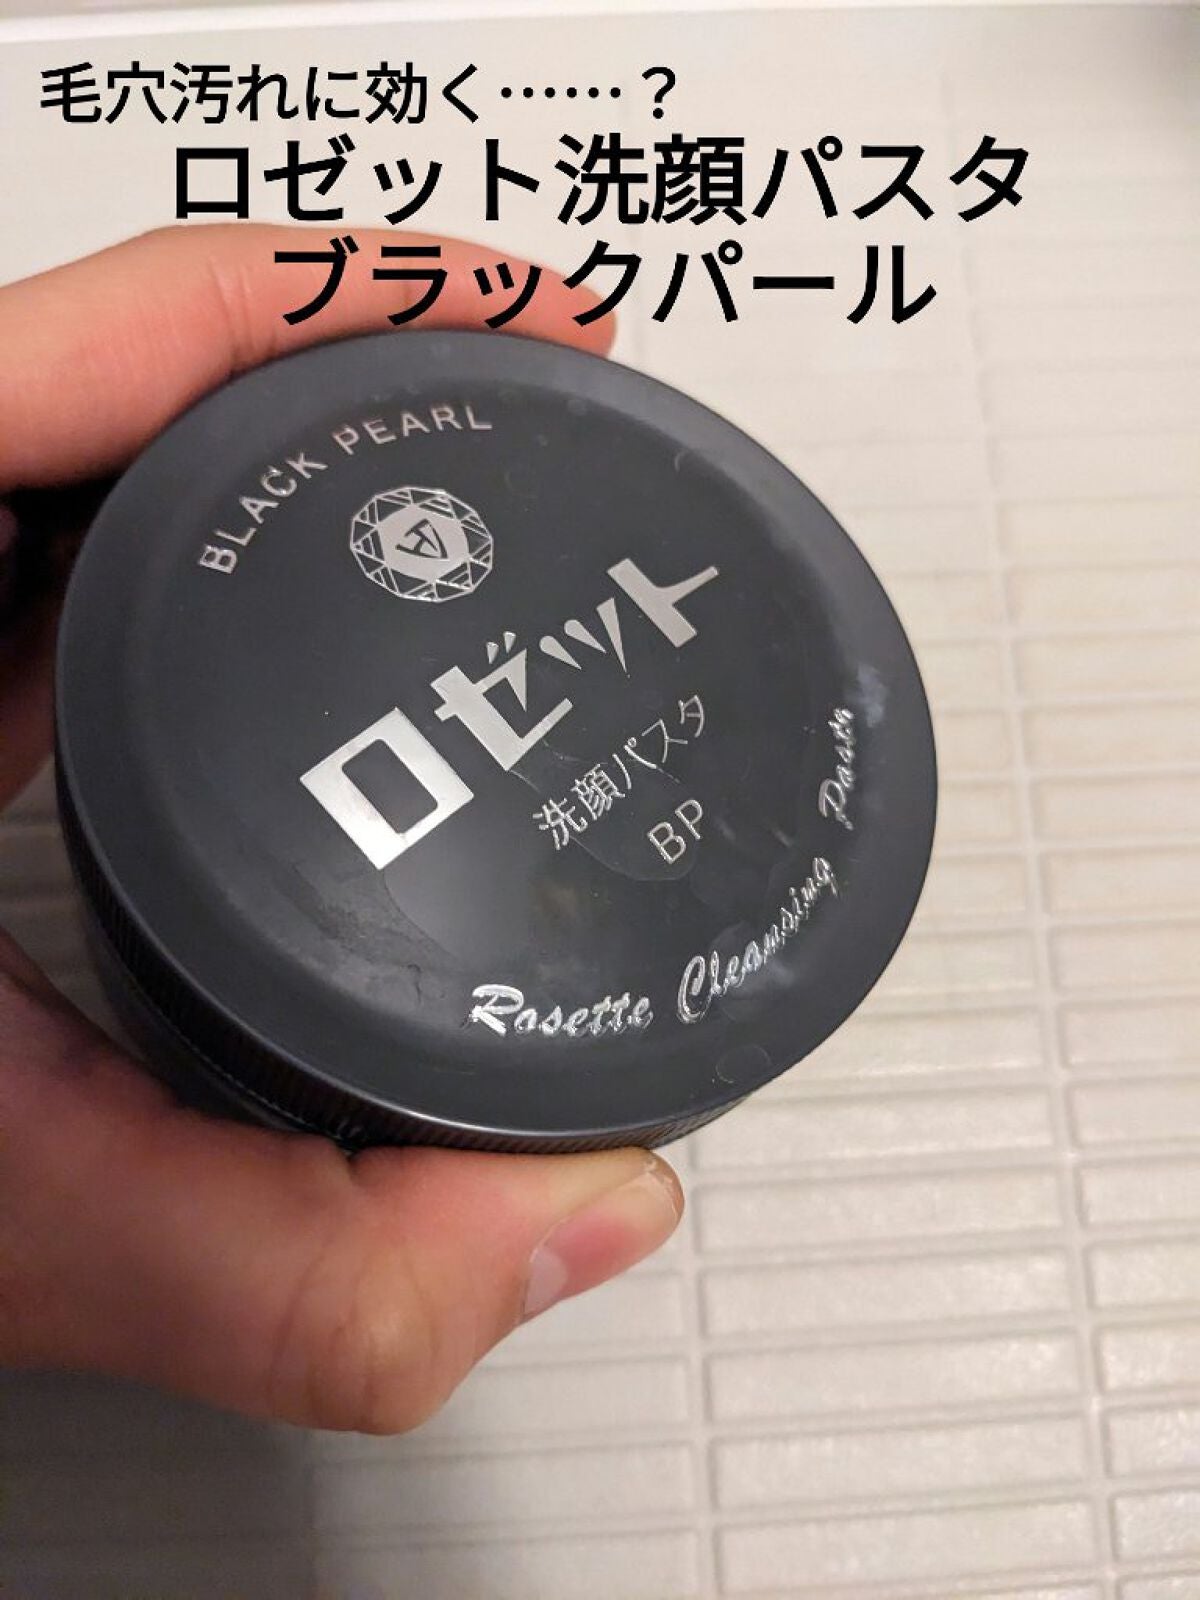 毛穴汚れに効く……？
ロゼット洗顔パスタ
ブラックパール
BLACK PEARL
ロゼット
洗顔パスタ
BP
Rosette Cleansing Pasta